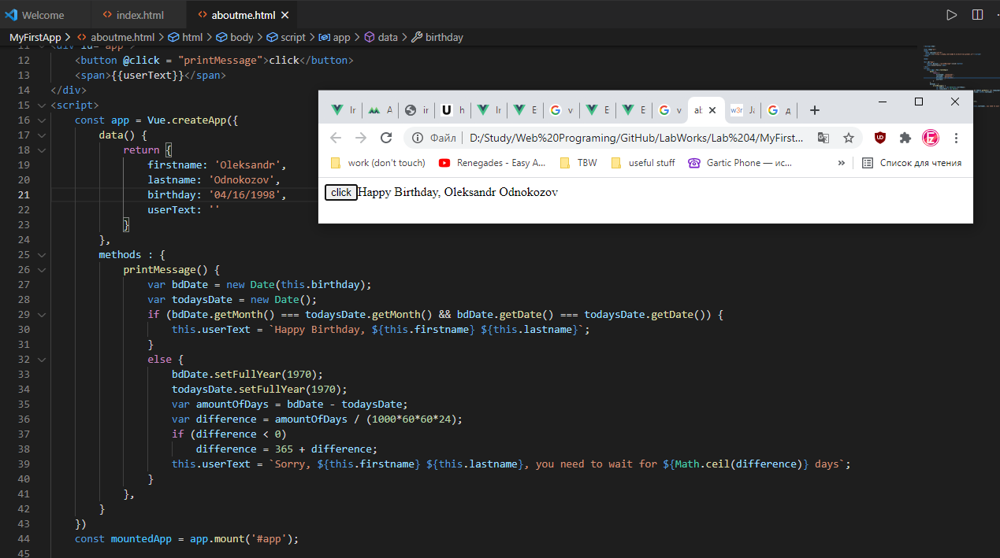 Welcome index.html aboutme.html
MyFirstApp > aboutme.html > html > body > script > app > data > birthday
11 <div id="app">
12 <button @click = "printMessage">click</button>
13 <span>{{userText}}</span>
14 </div>
15 <script>
16 const app = Vue.createApp({
17 data() {
18 return {
19 firstname: 'Oleksandr',
20 lastname: 'Odnokozov',
21 birthday: '04/16/1998',
22 userText: ''
23 }
24 },
25 methods : {
26 printMessage() {
27 var bdDate = new Date(this.birthday);
28 var todaysDate = new Date();
29 if (bdDate.getMonth() === todaysDate.getMonth() && bdDate.getDate() === todaysDate.getDate()) {
30 this.userText = `Happy Birthday, ${this.firstname} ${this.lastname}`;
31 }
32 else {
33 bdDate.setFullYear(1970);
34 todaysDate.setFullYear(1970);
35 var amountOfDays = bdDate - todaysDate;
36 var difference = amountOfDays / (1000*60*60*24);
37 if (difference < 0)
38 difference = 365 + difference;
39 this.userText = `Sorry, ${this.firstname} ${this.lastname}, you need to wait for ${Math.ceil(difference)} days`;
40 }
41 },
42 }
43 })
44 const mountedApp = app.mount('#app');
45
Файл D:/Study/Web%20Programing/GitHub/LabWorks/Lab%204/MyFirst...
work (don't touch) Renegades - Easy A... TBW useful stuff Gartic Phone — ис... » Список для чтения
click Happy Birthday, Oleksandr Odnokozov